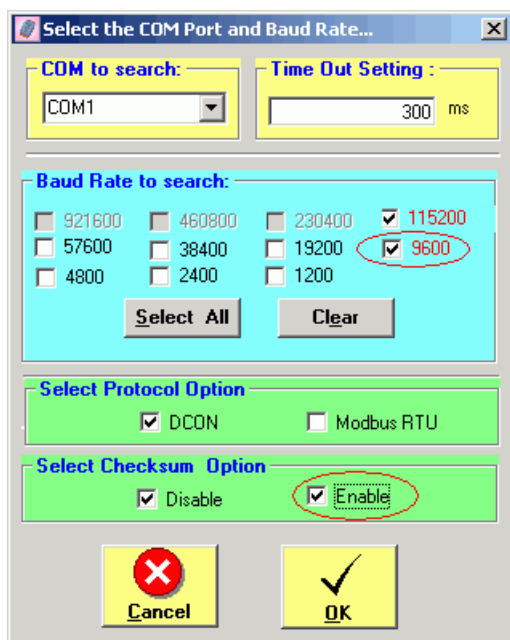 Select the COM Port and Baud Rate...
COM to search:
Time Out Setting :
COM1
300 ms
Baud Rate to search:
921600 460800 230400 115200
57600 38400 19200 9600
4800 2400 1200
Select All Clear
Select Protocol Option
DCON Modbus RTU
Select Checksum Option
Disable Enable
Cancel OK